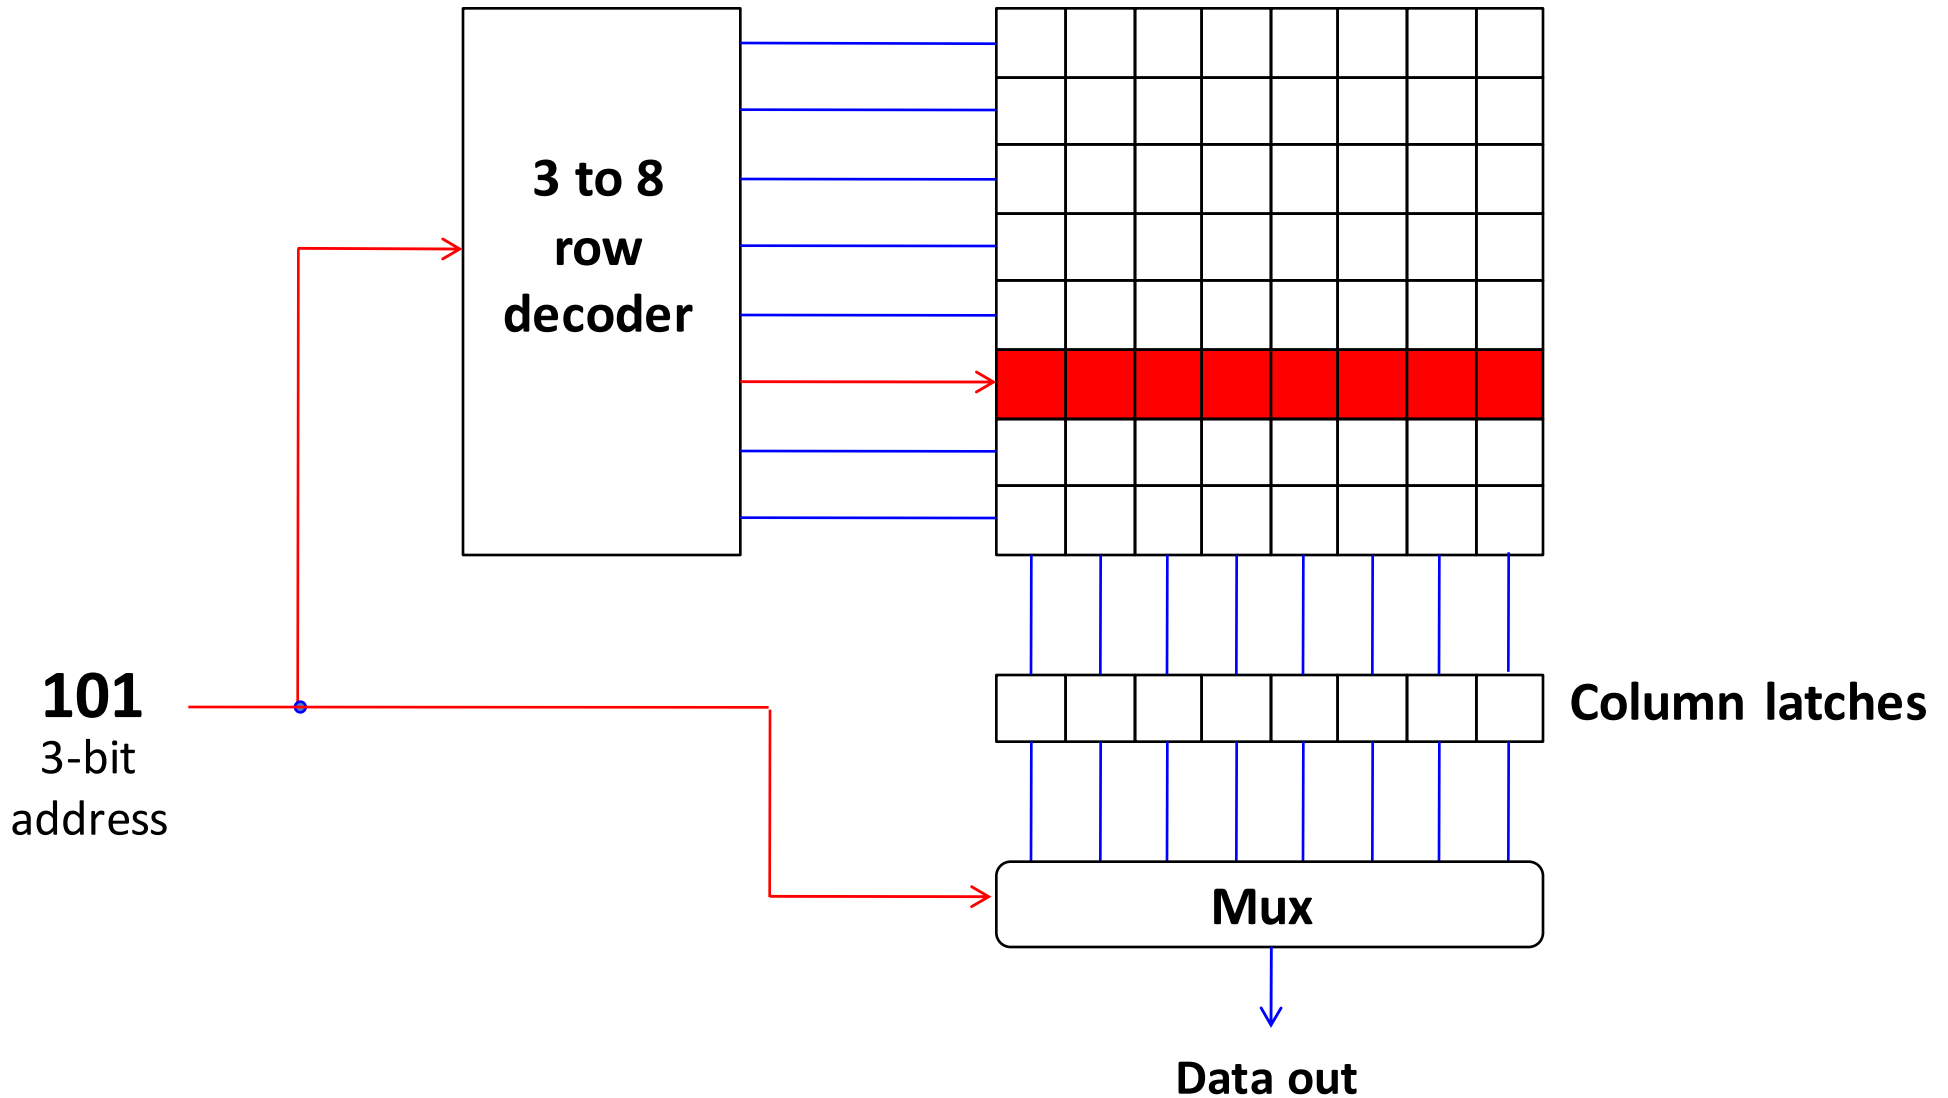 3 to 8
row
decoder
101
3-bit
address
Column latches
Mux
Data out